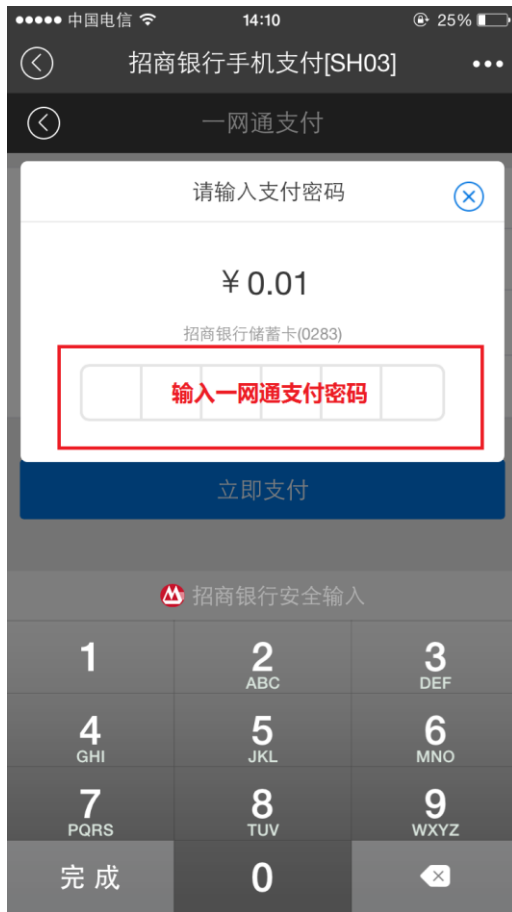 中国电信 14:10 25%
招商银行手机支付[SH03]
一网通支付
请输入支付密码
¥0.01
招商银行储蓄卡(0283)
输入一网通支付密码
立即支付
招商银行安全输入
1 2 3
ABC DEF
4 5 6
GHI JKL MNO
7 8 9
PQRS TUV WXYZ
完成 0